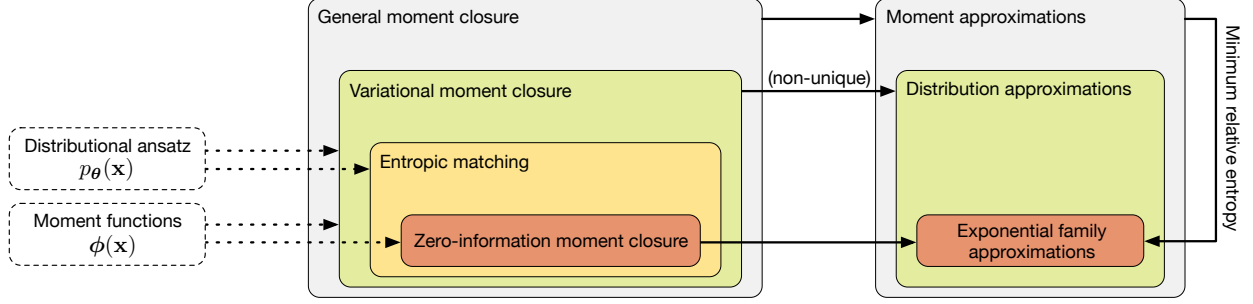 General moment closure
Moment approximations
Variational moment closure
(non-unique)
Distribution approximations
Minimum relative entropy
Distributional ansatz
p_θ(x)
Entropic matching
Moment functions
ϕ(x)
Zero-information moment closure
Exponential family
approximations